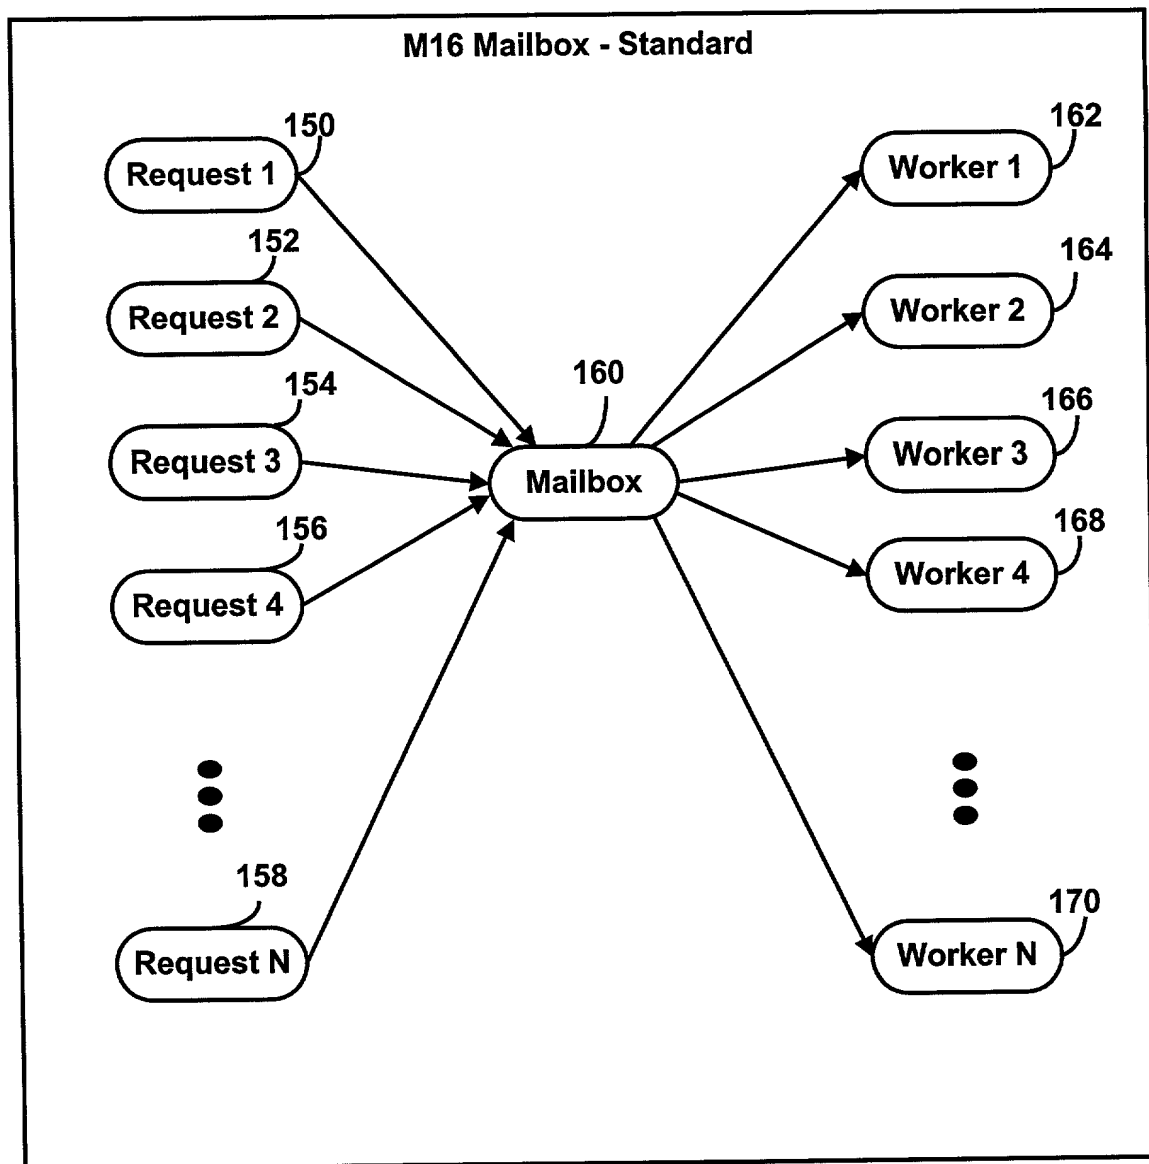 M16 Mailbox - Standard
150
Request 1
162
Worker 1
152
Request 2
164
Worker 2
154
Request 3
160
Mailbox
166
Worker 3
156
Request 4
168
Worker 4
158
Request N
170
Worker N